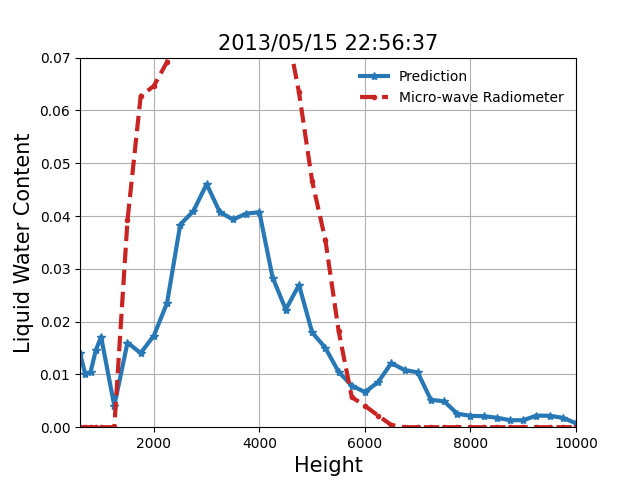 2013/05/15 22:56:37
0.07
0.06
0.05
0.04
0.03
0.02
0.01
0.00
Liquid Water Content
Prediction
Micro-wave Radiometer
2000 4000 6000 8000 10000
Height